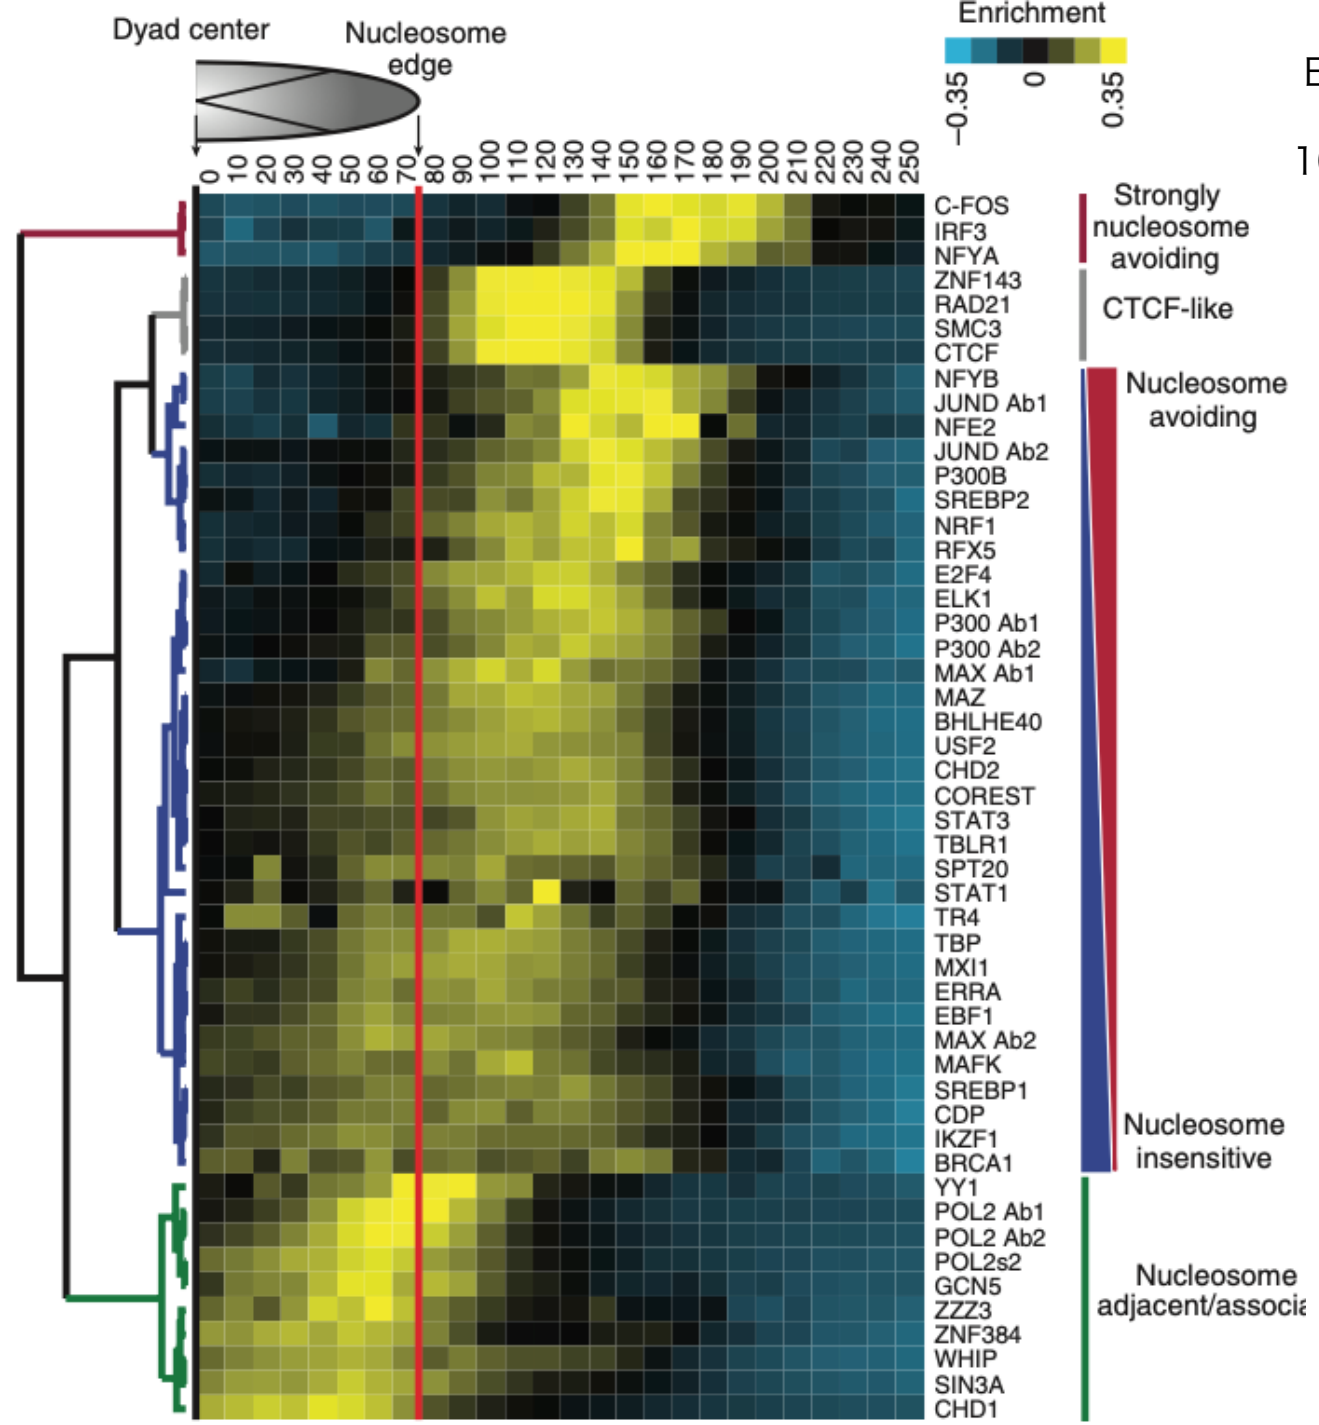 Dyad center
Nucleosome
edge
Enrichment
−0.35
0
0.35
0
10
20
30
40
50
60
70
80
90
100
110
120
130
140
150
160
170
180
190
200
210
220
230
240
250
C-FOS
IRF3
NFYA
ZNF143
RAD21
SMC3
CTCF
NFYB
JUND Ab1
NFE2
JUND Ab2
P300B
SREBP2
NRF1
RFX5
E2F4
ELK1
P300 Ab1
P300 Ab2
MAX Ab1
MAZ
BHLHE40
USF2
CHD2
COREST
STAT3
TBLR1
SPT20
STAT1
TR4
TBP
MXI1
ERRA
EBF1
MAX Ab2
MAFK
SREBP1
CDP
IKZF1
BRCA1
YY1
POL2 Ab1
POL2 Ab2
POL2s2
GCN5
ZZZ3
ZNF384
WHIP
SIN3A
CHD1
Strongly
nucleosome
avoiding
CTCF-like
Nucleosome
avoiding
Nucleosome
insensitive
Nucleosome
adjacent/associa